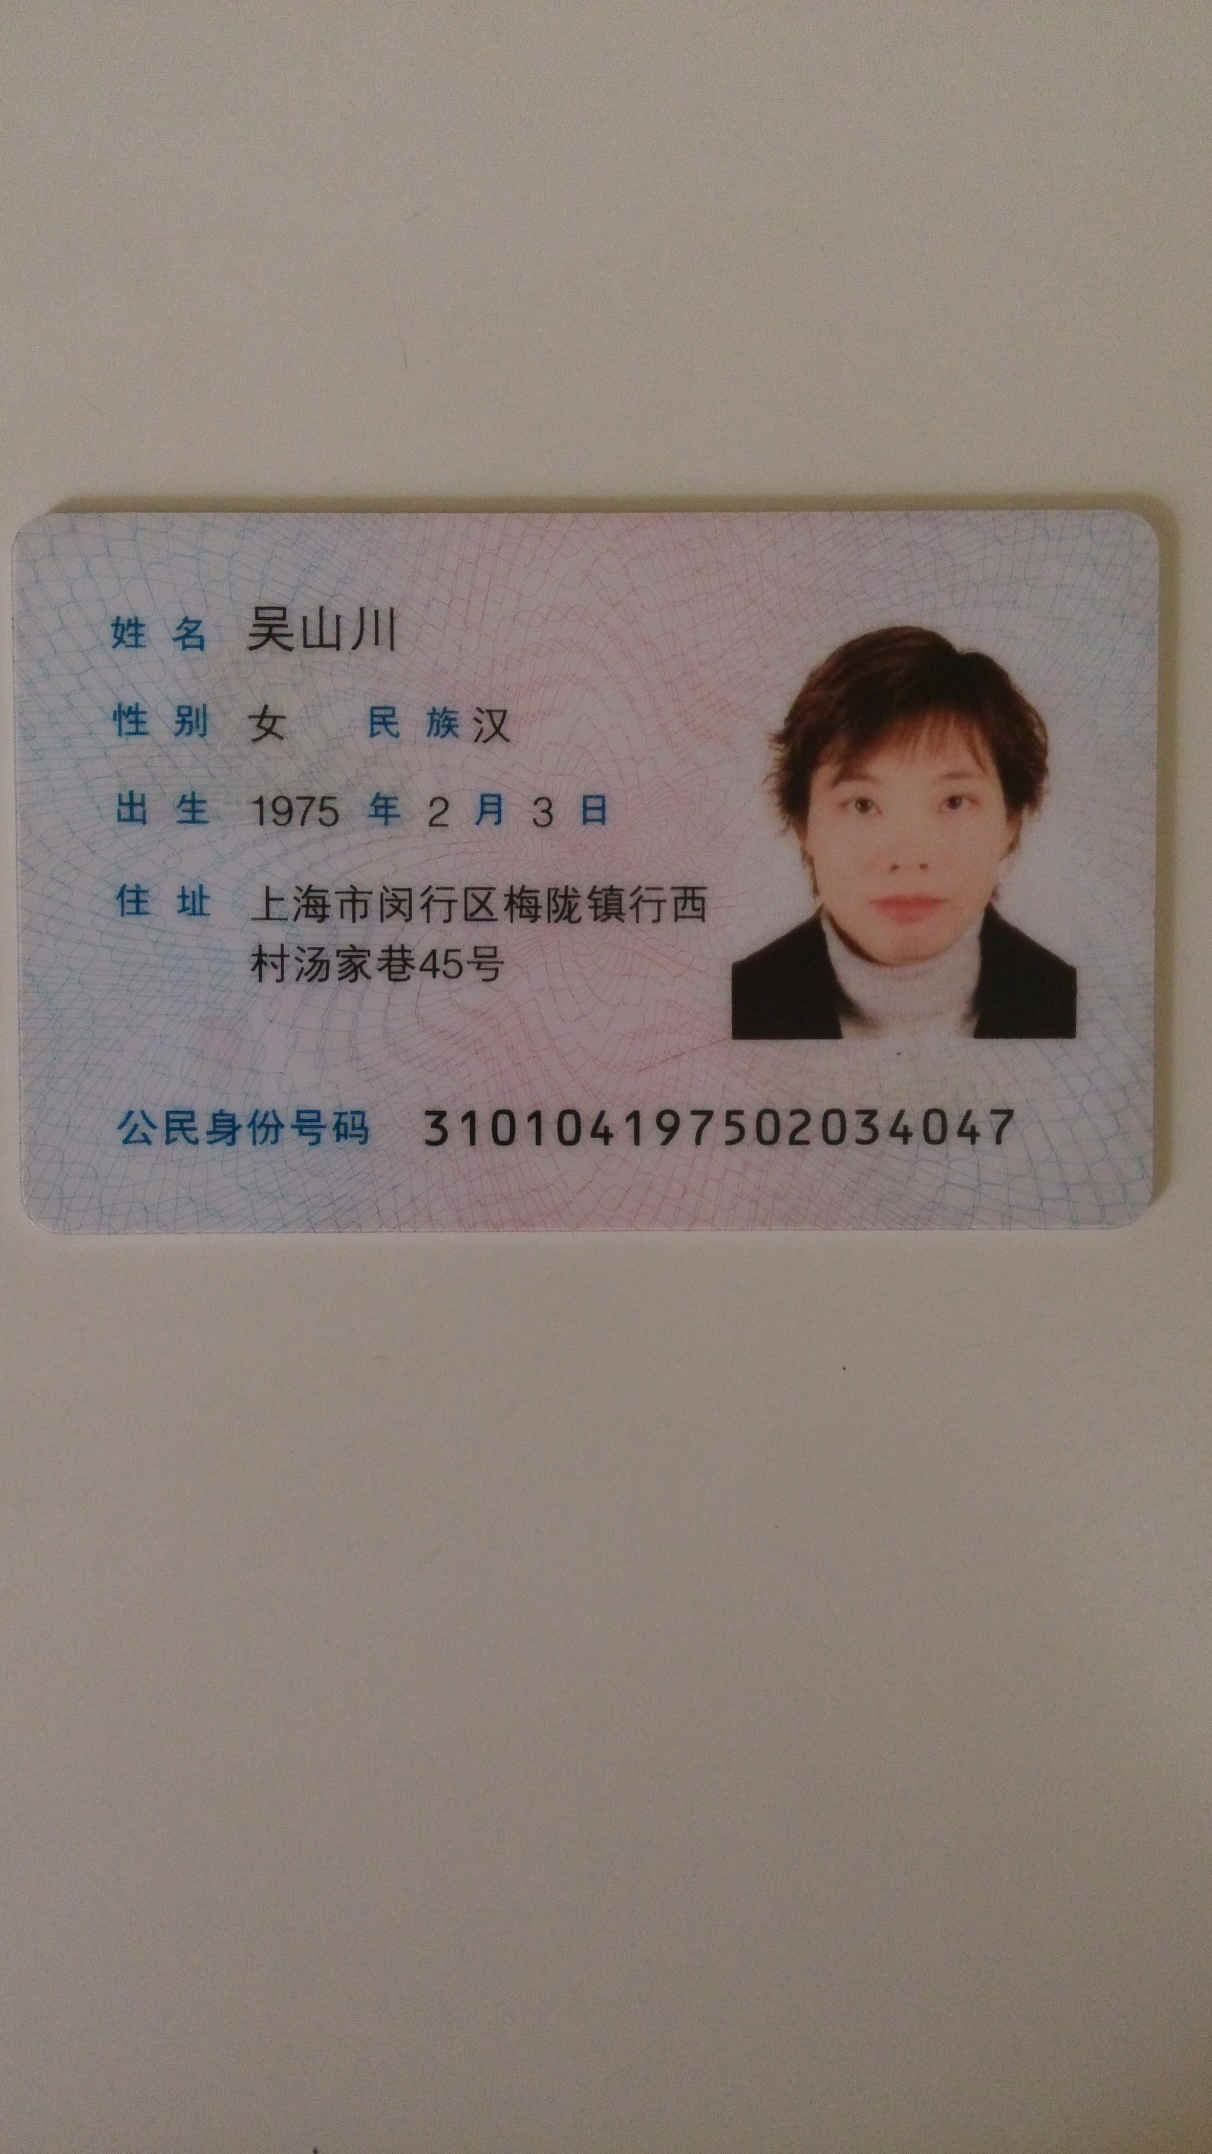 姓名 吴山川
性别 女 民族 汉
出生 1975 年 2 月 3 日
住址 上海市闵行区梅陇镇行西
村汤家巷45号
公民身份号码 310104197502034047